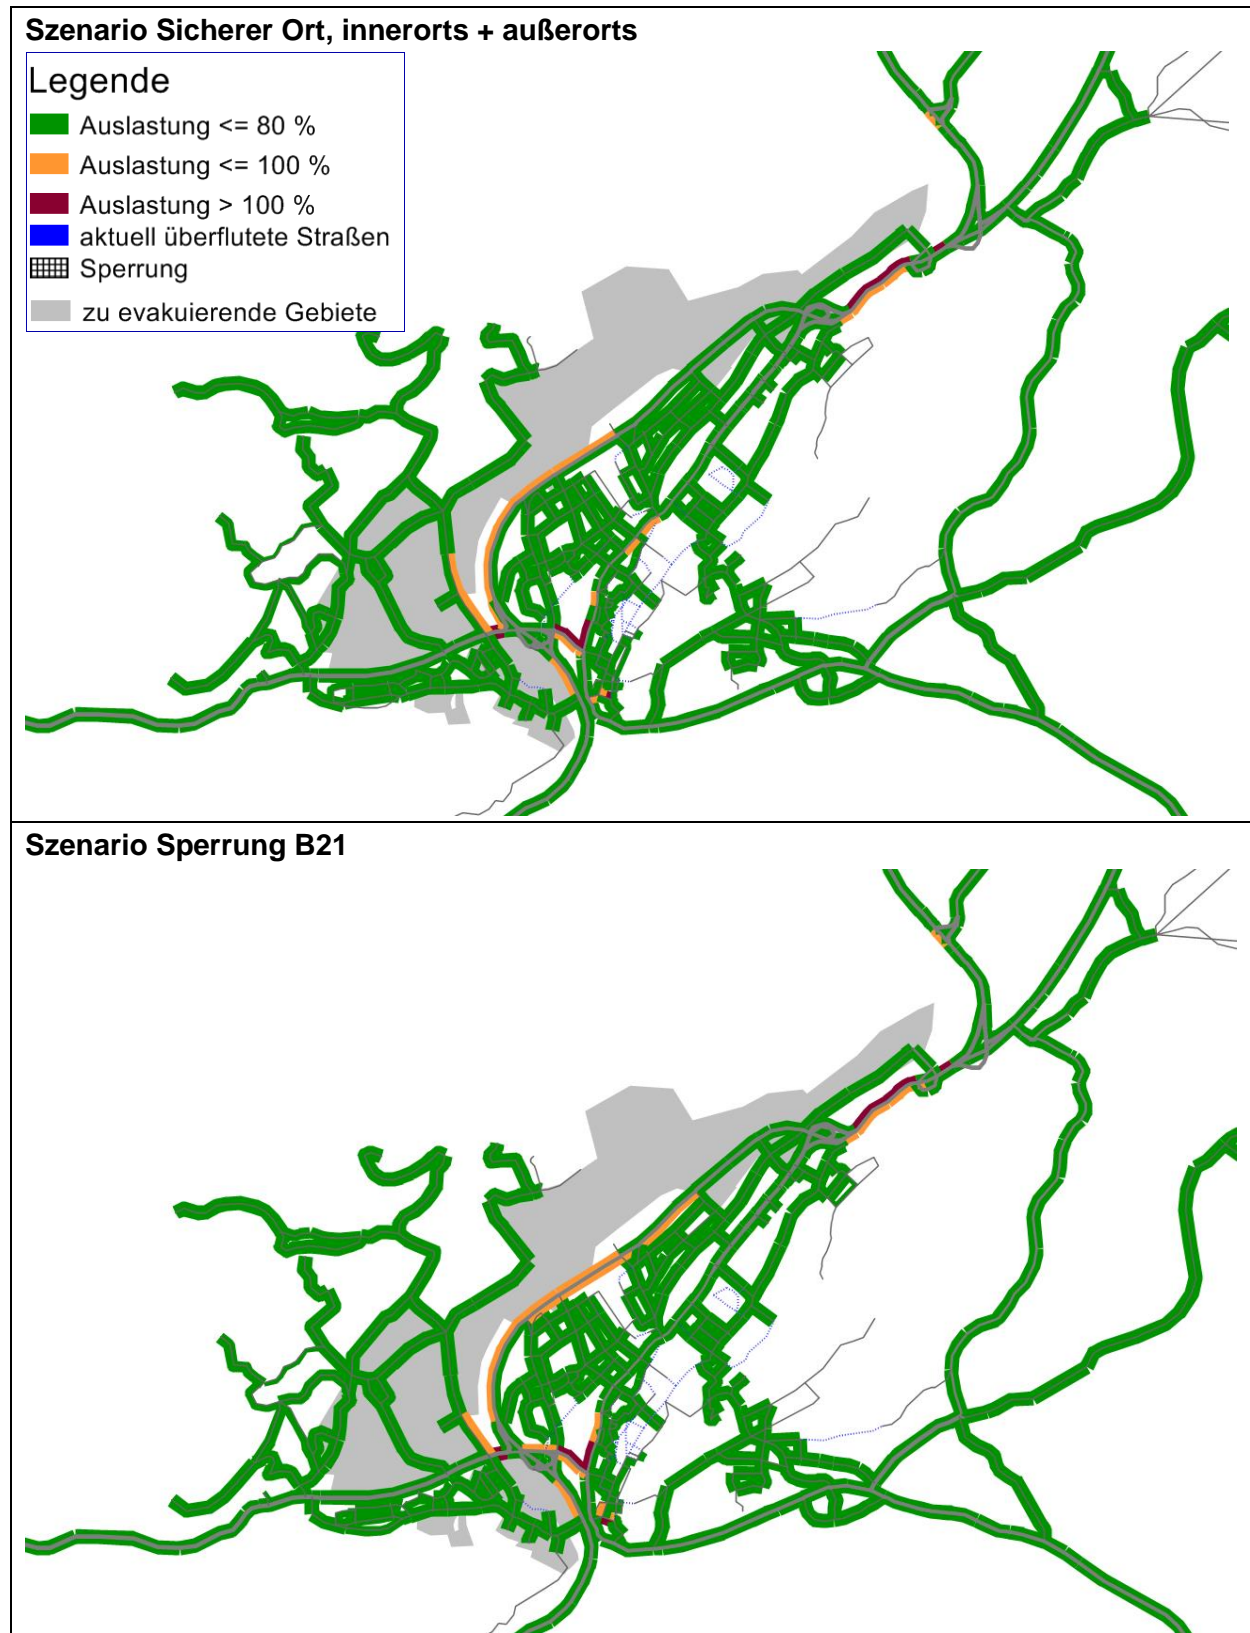 Szenario Sicherer Ort, innerorts + außerorts
Legende
Auslastung <= 80 %
Auslastung <= 100 %
Auslastung > 100 %
aktuell überflutete Straßen
Sperrung
zu evakuierende Gebiete
Szenario Sperrung B21